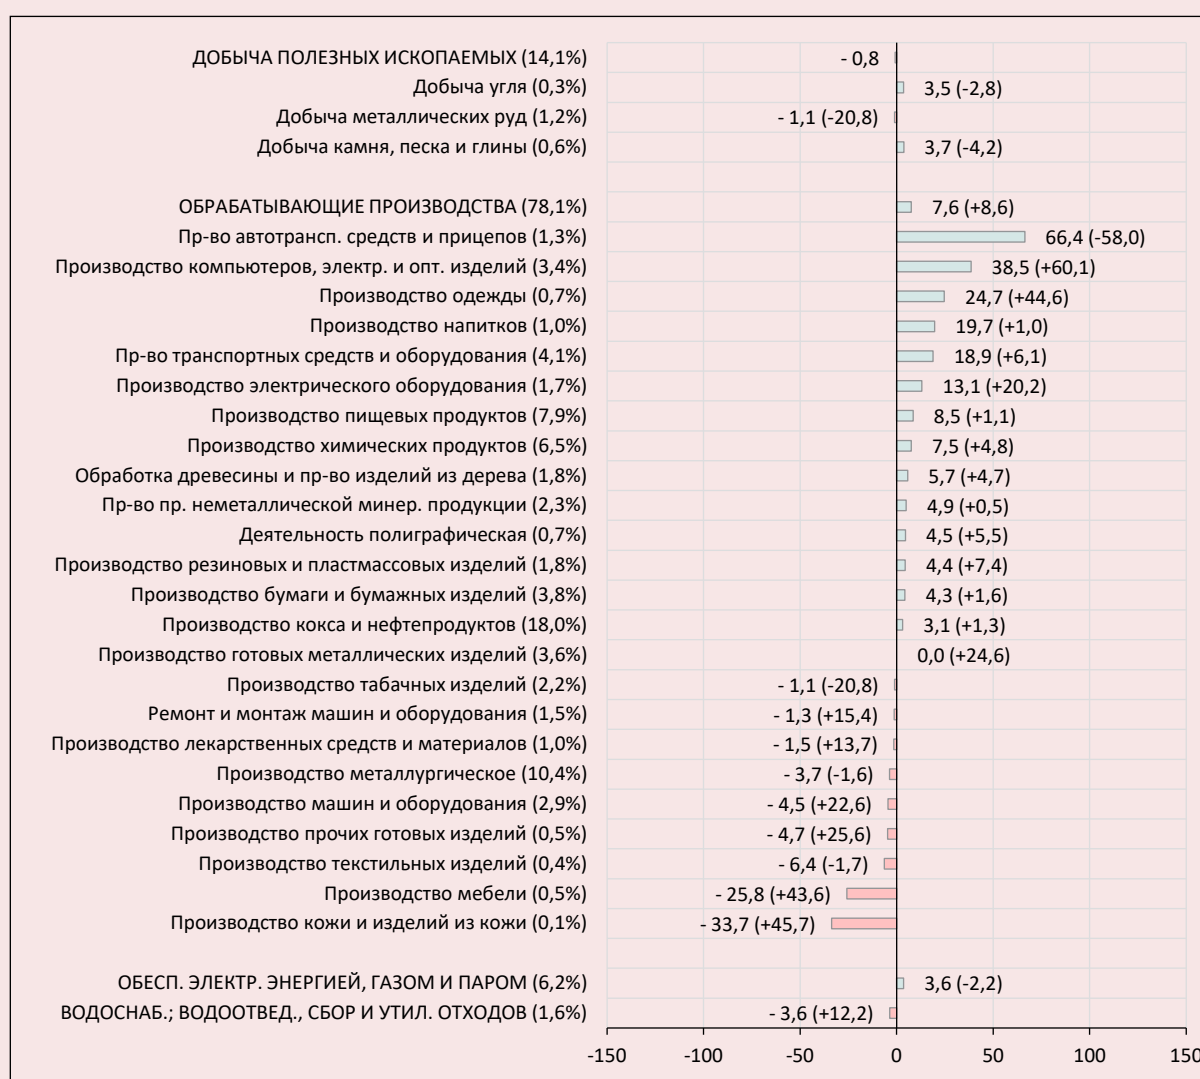 ДОБЫЧА ПОЛЕЗНЫХ ИСКОПАЕМЫХ (14,1%) - 0,8
Добыча угля (0,3%) 3,5 (-2,8)
Добыча металлических руд (1,2%) - 1,1 (-20,8)
Добыча камня, песка и глины (0,6%) 3,7 (-4,2)
ОБРАБАТЫВАЮЩИЕ ПРОИЗВОДСТВА (78,1%) 7,6 (+8,6)
Пр-во автотрансп. средств и прицепов (1,3%) 66,4 (-58,0)
Производство компьютеров, электр. и опт. изделий (3,4%) 38,5 (+60,1)
Производство одежды (0,7%) 24,7 (+44,6)
Производство напитков (1,0%) 19,7 (+1,0)
Пр-во транспортных средств и оборудования (4,1%) 18,9 (+6,1)
Производство электрического оборудования (1,7%) 13,1 (+20,2)
Производство пищевых продуктов (7,9%) 8,5 (+1,1)
Производство химических продуктов (6,5%) 7,5 (+4,8)
Обработка древесины и пр-во изделий из дерева (1,8%) 5,7 (+4,7)
Пр-во пр. неметаллической минер. продукции (2,3%) 4,9 (+0,5)
Деятельность полиграфическая (0,7%) 4,5 (+5,5)
Производство резиновых и пластмассовых изделий (1,8%) 4,4 (+7,4)
Производство бумаги и бумажных изделий (3,8%) 4,3 (+1,6)
Производство кокса и нефтепродуктов (18,0%) 3,1 (+1,3)
Производство готовых металлических изделий (3,6%) 0,0 (+24,6)
Производство табачных изделий (2,2%) - 1,1 (-20,8)
Ремонт и монтаж машин и оборудования (1,5%) - 1,3 (+15,4)
Производство лекарственных средств и материалов (1,0%) - 1,5 (+13,7)
Производство металлургическое (10,4%) - 3,7 (-1,6)
Производство машин и оборудования (2,9%) - 4,5 (+22,6)
Производство прочих готовых изделий (0,5%) - 4,7 (+25,6)
Производство текстильных изделий (0,4%) - 6,4 (-1,7)
Производство мебели (0,5%) - 25,8 (+43,6)
Производство кожи и изделий из кожи (0,1%) - 33,7 (+45,7)
ОБЕСП. ЭЛЕКТР. ЭНЕРГИЕЙ, ГАЗОМ И ПАРОМ (6,2%) 3,6 (-2,2)
ВОДОСНАБ.; ВОДООТВЕД., СБОР И УТИЛ. ОТХОДОВ (1,6%) - 3,6 (+12,2)
-150 -100 -50 0 50 100 150